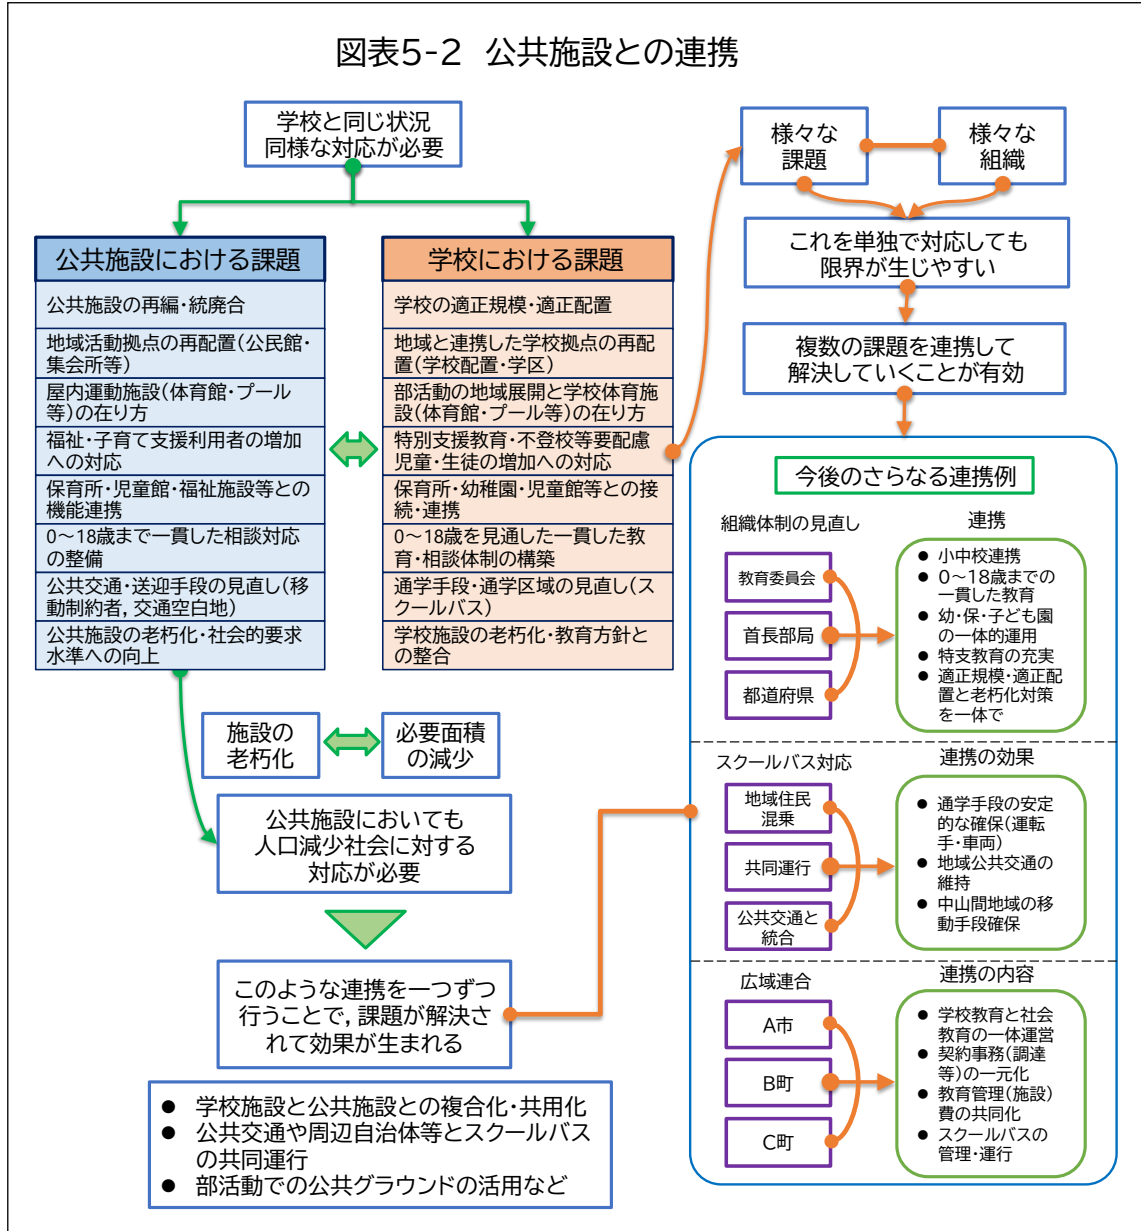 図表5-2 公共施設との連携
学校と同じ状況
同様な対応が必要
公共施設における課題
公共施設の再編・統廃合
地域活動拠点の再配置(公民館・
集会所等)
屋内運動施設(体育館・プール
等)の在り方
福祉・子育て支援利用者の増加
への対応
保育所・児童館・福祉施設等との
機能連携
0～18歳まで一貫した相談対応
の整備
公共交通・送迎手段の見直し(移
動制約者,交通空白地)
公共施設の老朽化・社会的要求
水準への向上
学校における課題
学校の適正規模・適正配置
地域と連携した学校拠点の再配
置(学校配置・学区)
部活動の地域展開と学校体育施
設(体育館・プール等)の在り方
特別支援教育・不登校等要配慮
児童・生徒の増加への対応
保育所・幼稚園・児童館等との接
続・連携
0～18歳を見通した一貫した教
育・相談体制の構築
通学手段・通学区域の見直し(ス
クールバス)
学校施設の老朽化・教育方針と
の整合
施設の
老朽化
必要面積
の減少
公共施設においても
人口減少社会に対する
対応が必要
このような連携を一つずつ
行うことで,課題が解決さ
れて効果が生まれる
● 学校施設と公共施設との複合化・共用化
● 公共交通や周辺自治体等とスクールバス
の共同運行
● 部活動での公共グラウンドの活用など
様々な
課題
様々な
組織
これを単独で対応しても
限界が生じやすい
複数の課題を連携して
解決していくことが有効
今後のさらなる連携例
組織体制の見直し
教育委員会
首長部局
都道府県
連携
● 小中校連携
● 0～18歳までの
一貫した教育
● 幼・保・子ども園
の一体的運用
● 特支教育の充実
● 適正規模・適正配
置と老朽化対策
を一体で
スクールバス対応
地域住民
混乗
共同運行
公共交通と
統合
連携の効果
● 通学手段の安定
的な確保(運転
手・車両)
● 地域公共交通の
維持
● 中山間地域の移
動手段確保
広域連合
A市
B町
C町
連携の内容
● 学校教育と社会
教育の一体運営
● 契約事務(調達
等)の一元化
● 教育管理(施設)
費の共同化
● スクールバスの
管理・運行